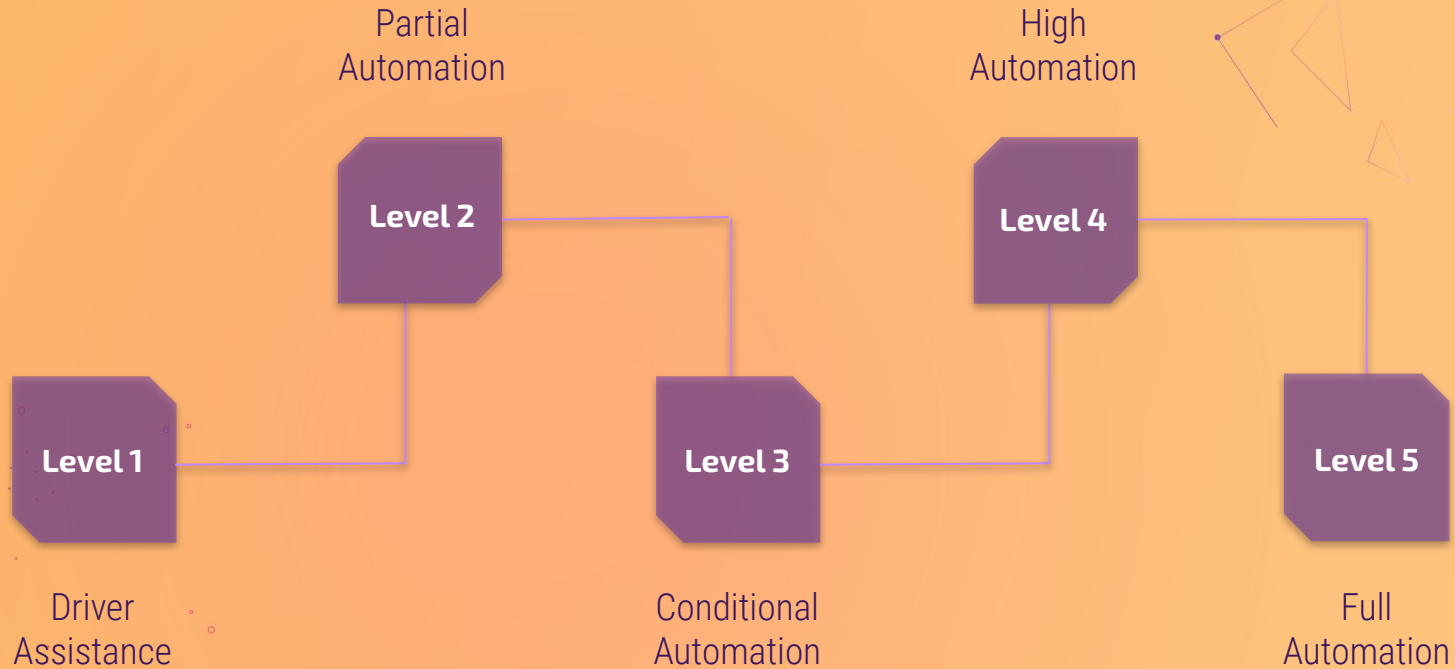 Partial
Automation
High
Automation
Level 2
Level 4
Level 1
Level 3
Level 5
Driver
Assistance
Conditional
Automation
Full
Automation